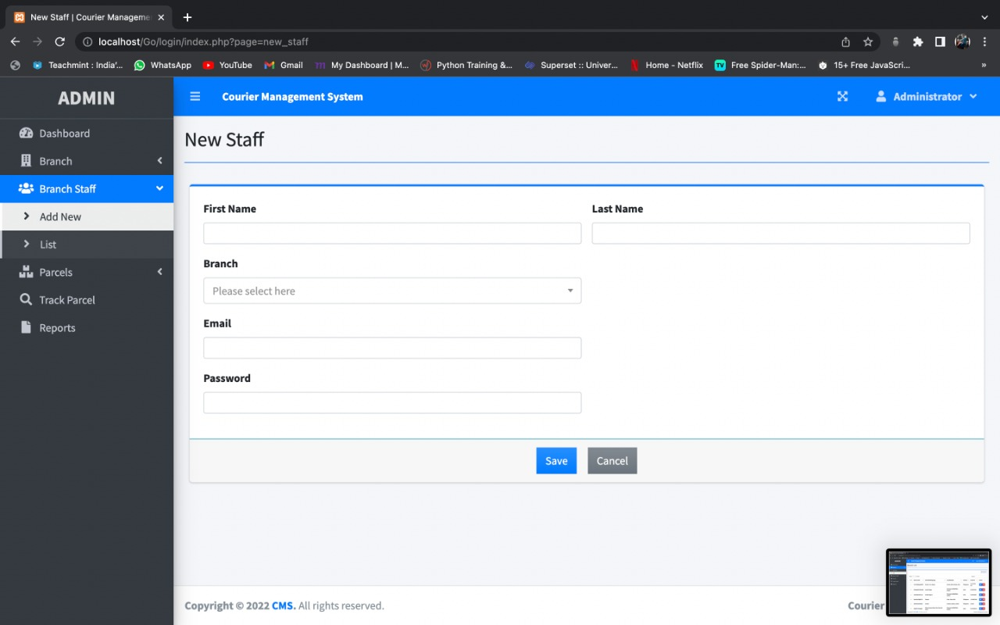 New Staff | Courier Manageme
localhost/Go/login/index.php?page=new_staff
Teachmint : India'... WhatsApp YouTube Gmail My Dashboard | M... Python Training &... Superset :: Univer... Home - Netflix Free Spider-Man:... 15+ Free JavaScri... »
ADMIN
Courier Management System
Administrator
Dashboard
Branch
Branch Staff
Add New
List
Parcels
Track Parcel
Reports
New Staff
First Name
Last Name
Branch
Please select here
Email
Password
Save
Cancel
Copyright © 2022 CMS. All rights reserved.
Courier